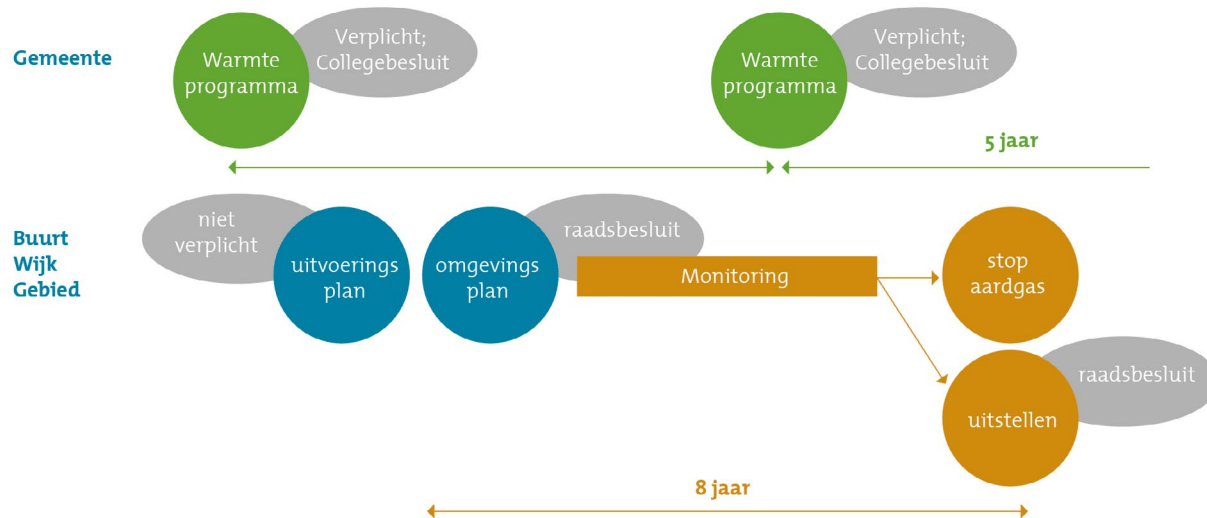 Gemeente
Warmte
programma
Verplicht;
Collegebesluit
Warmte
programma
Verplicht;
Collegebesluit
5 jaar
Buurt
Wijk
Gebied
niet
verplicht
uitvoerings
plan
omgevings
plan
raadsbesluit
Monitoring
stop
aardgas
uitstellen
raadsbesluit
8 jaar